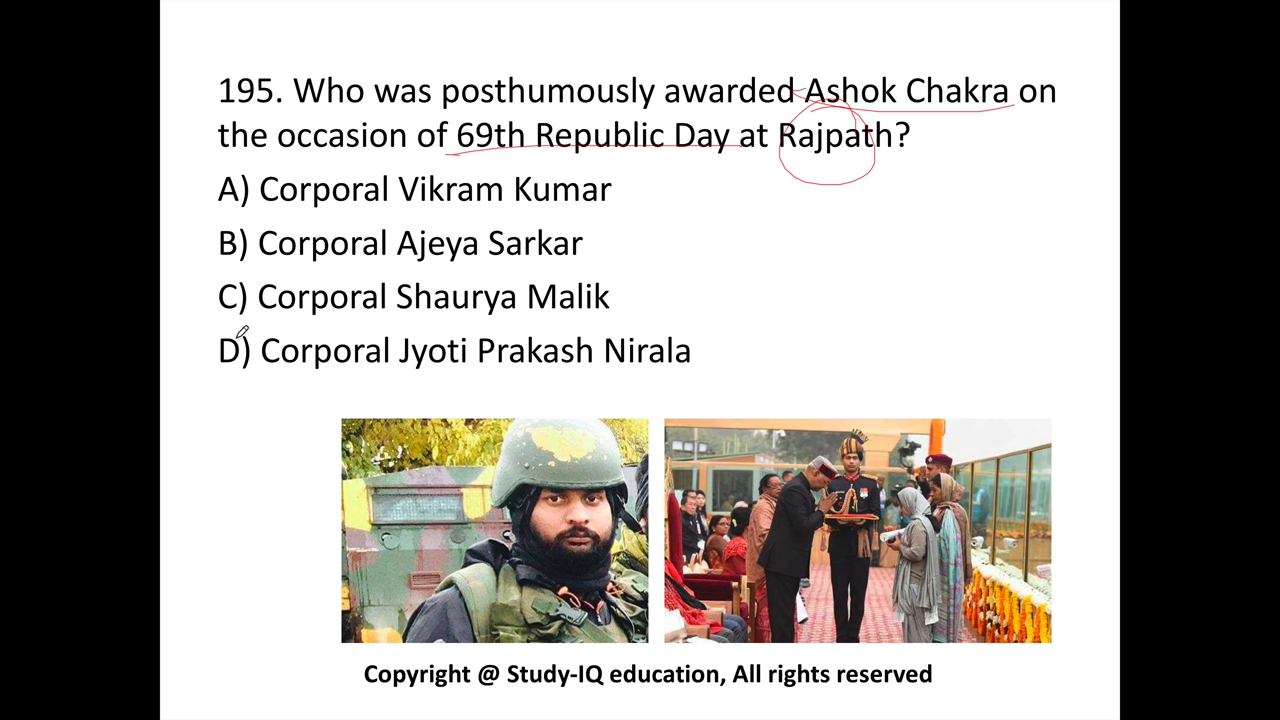 195. Who was posthumously awarded Ashok Chakra on
the occasion of 69th Republic Day at Rajpath?
A) Corporal Vikram Kumar
B) Corporal Ajeya Sarkar
C) Corporal Shaurya Malik
D) Corporal Jyoti Prakash Nirala
Copyright @ Study-IQ education, All rights reserved